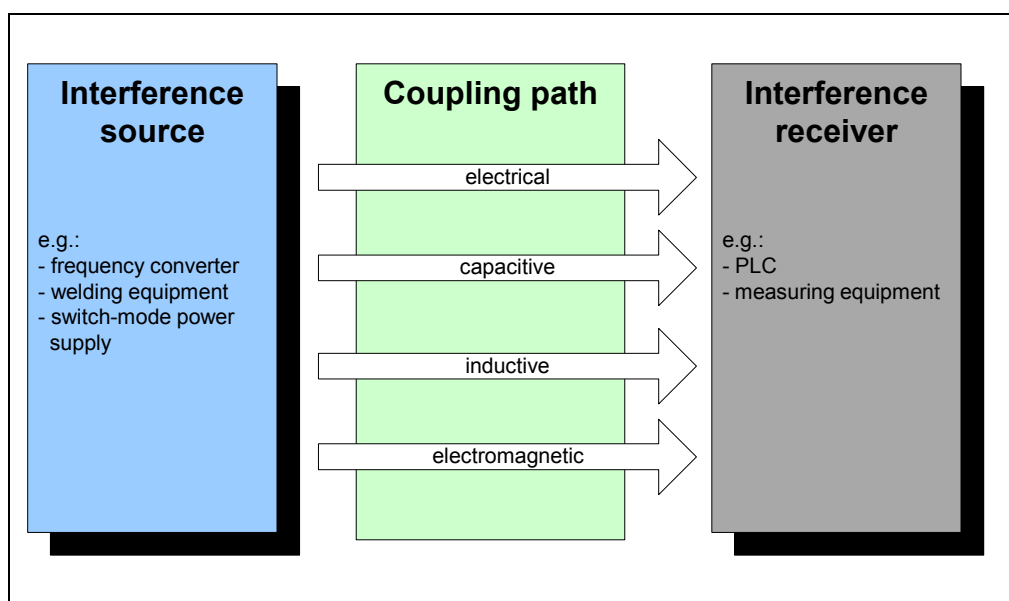 Interference
source
e.g.:
- frequency converter
- welding equipment
- switch-mode power
supply
Coupling path
electrical
capacitive
inductive
electromagnetic
Interference
receiver
e.g.:
- PLC
- measuring equipment